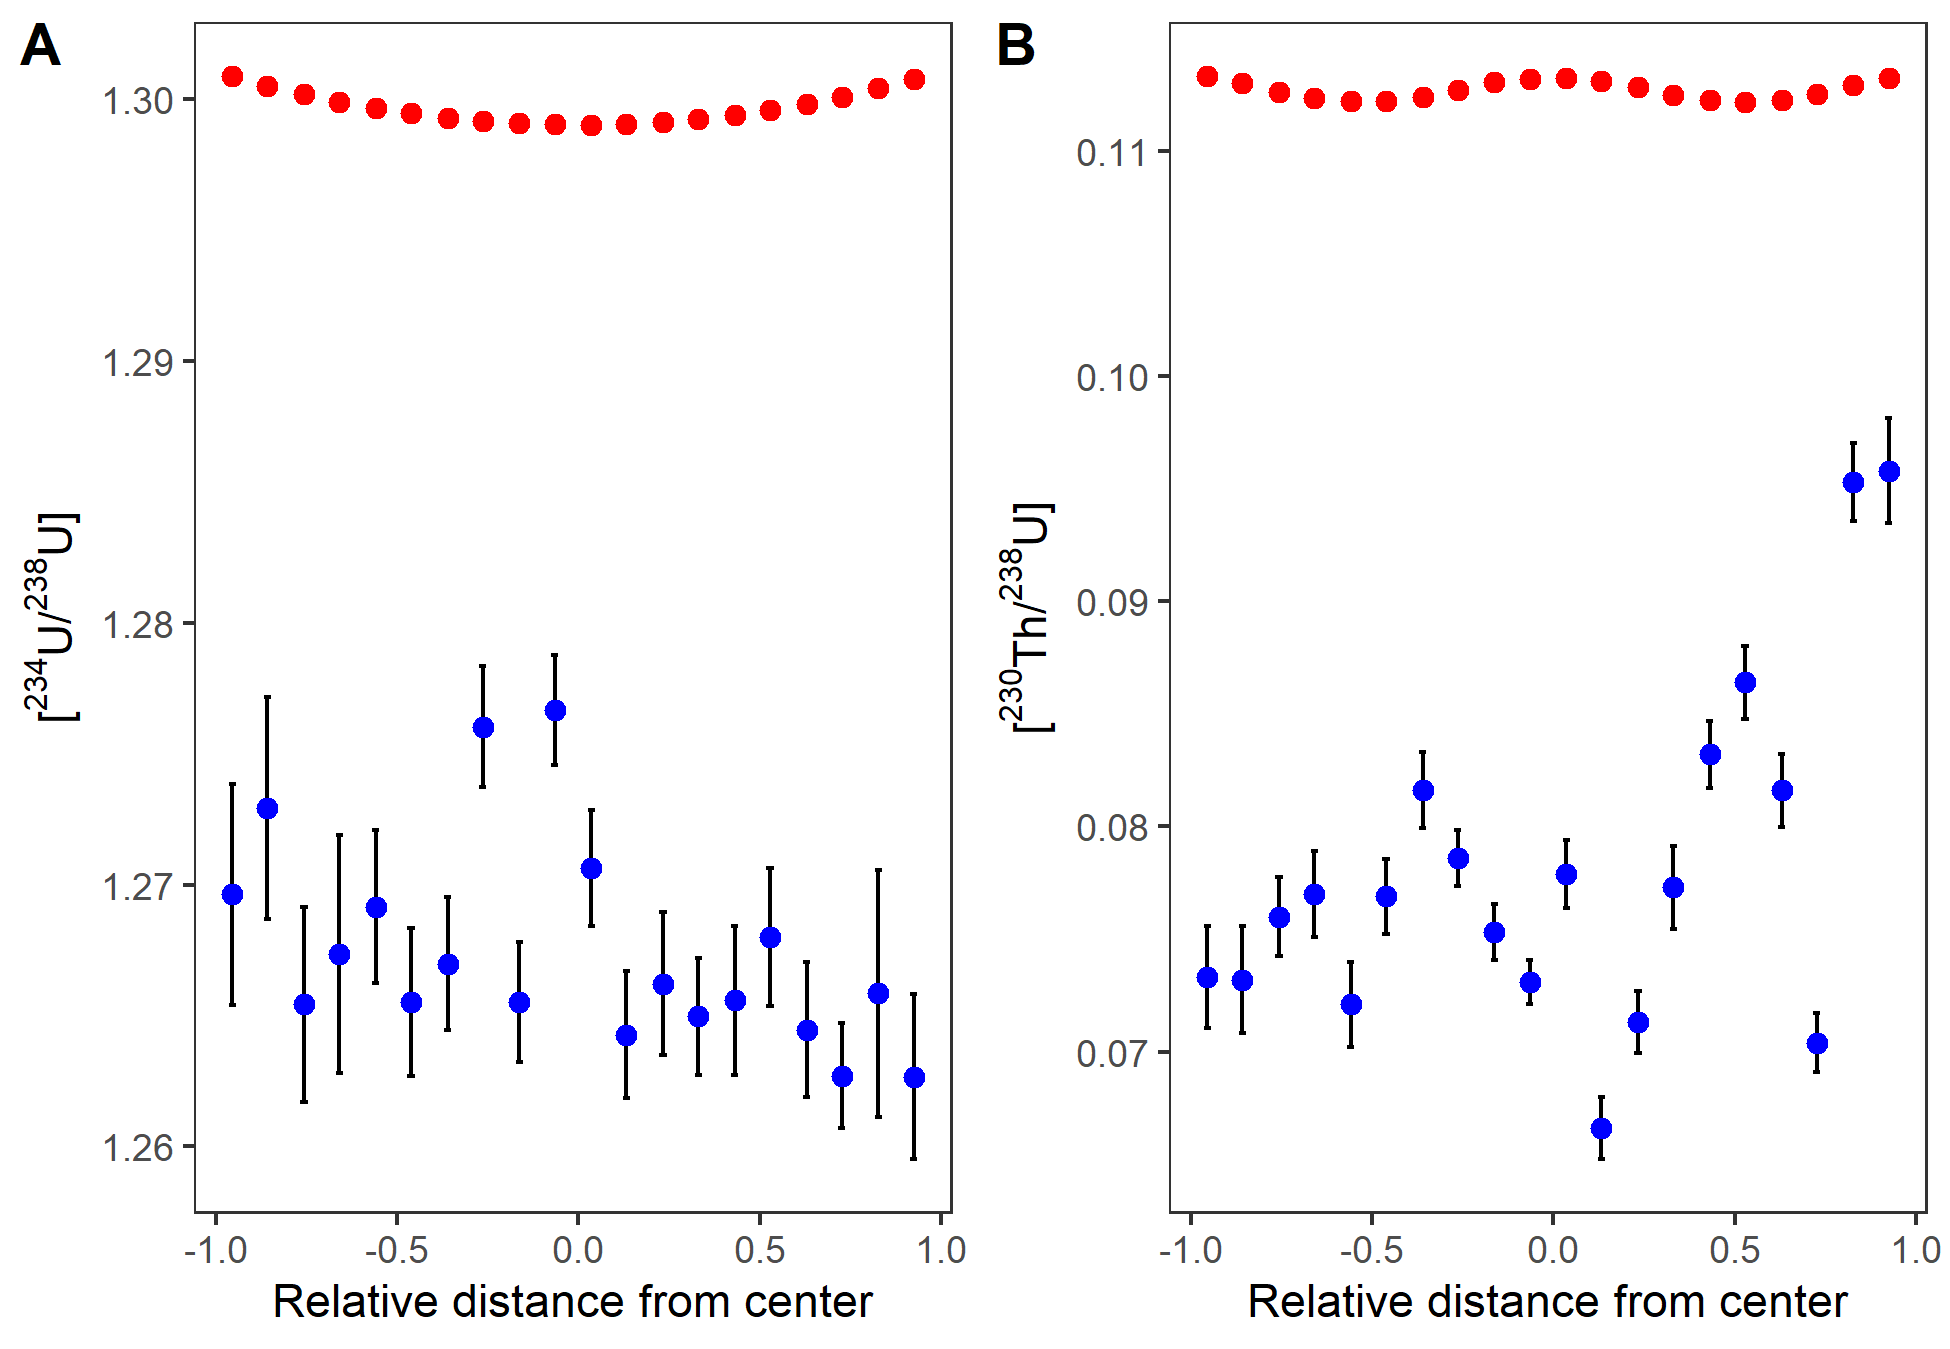 A
[²³⁴U/²³⁸U]
1.30
1.29
1.28
1.27
1.26
-1.0 -0.5 0.0 0.5 1.0
Relative distance from center
B
[²³⁰Th/²³⁸U]
0.11
0.10
0.09
0.08
0.07
-1.0 -0.5 0.0 0.5 1.0
Relative distance from center